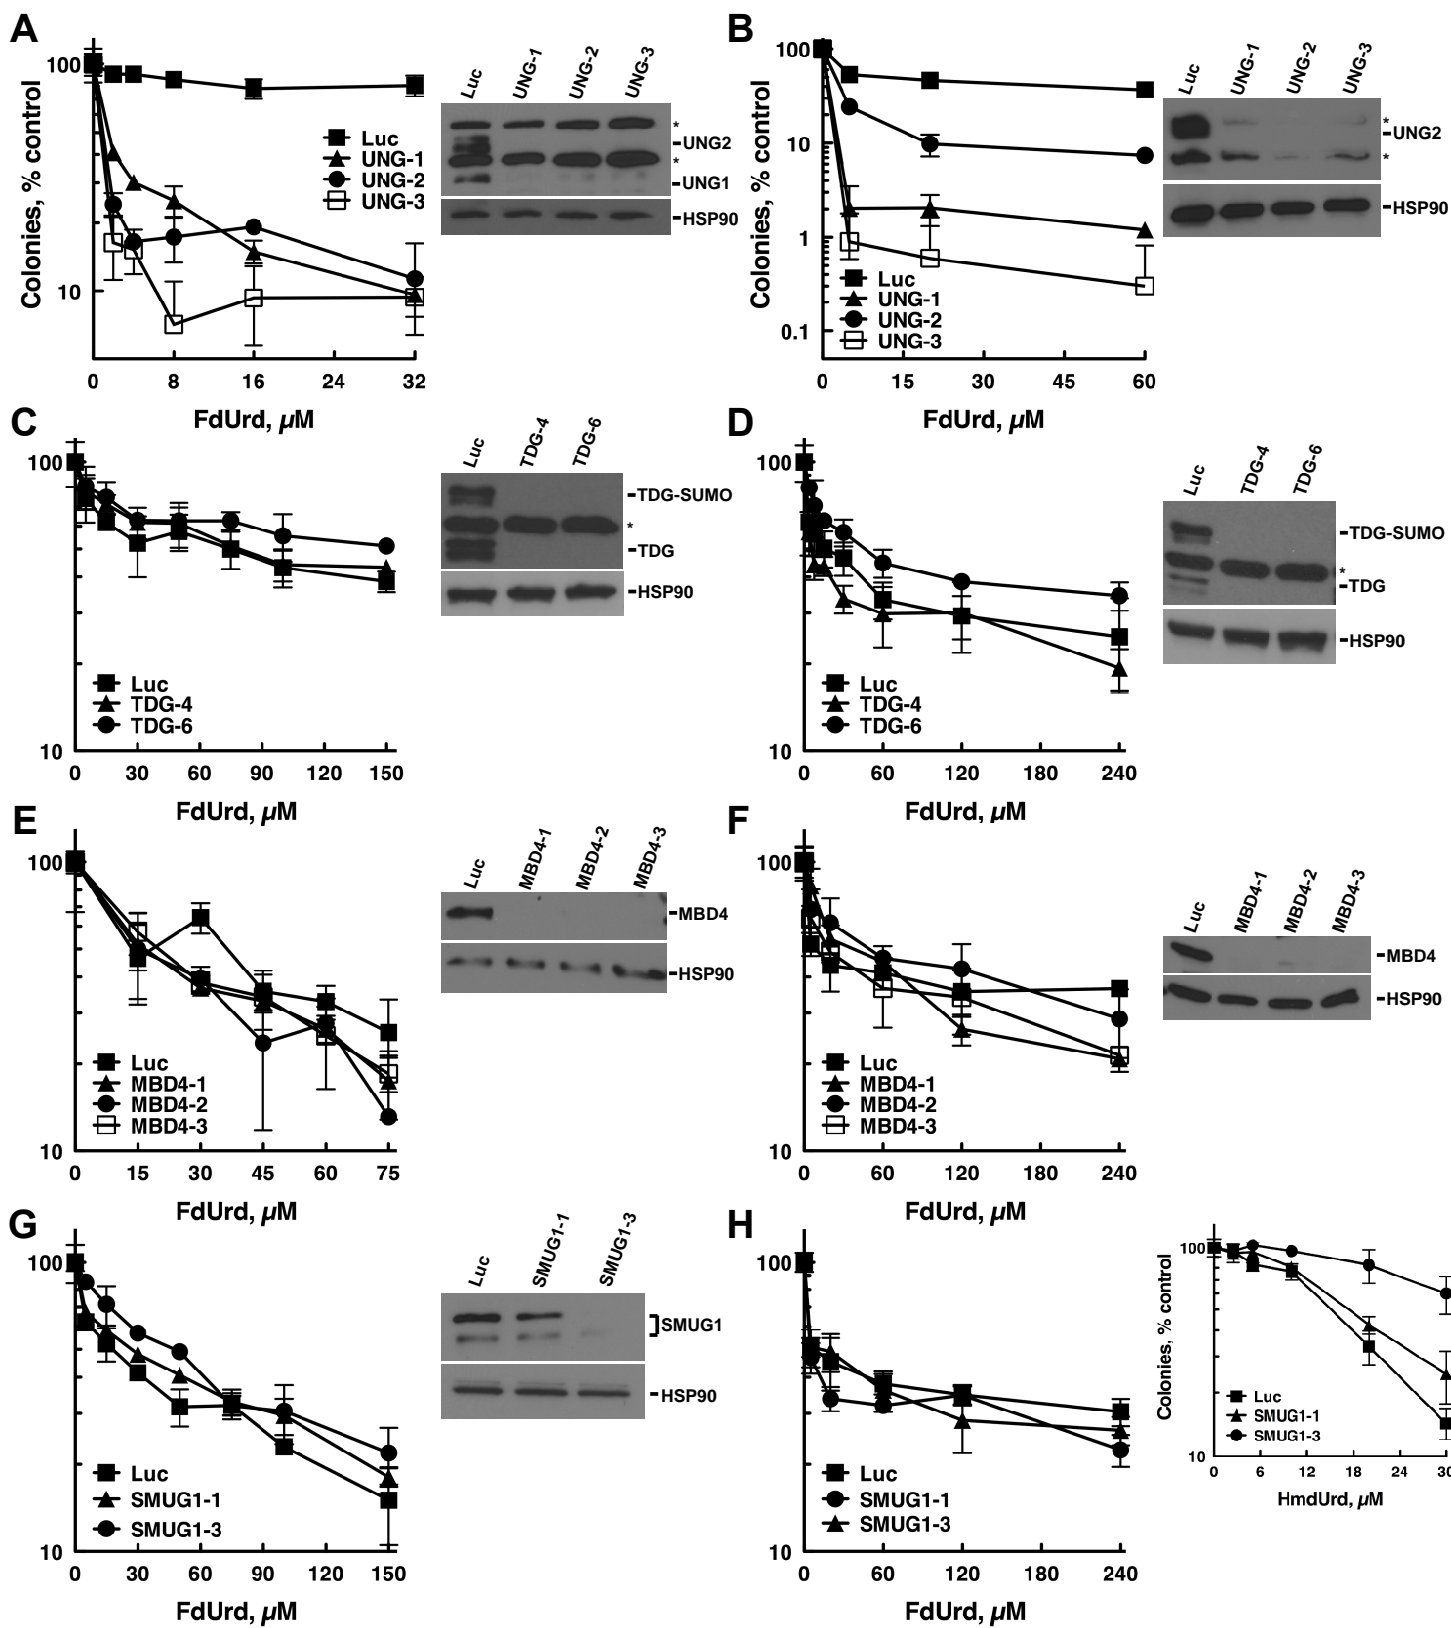 A
Colonies, % control
100
10
0 8 16 24 32
FdUrd, µM
Luc
UNG-1
UNG-2
UNG-3
Luc UNG-1 UNG-2 UNG-3
*
UNG2
*
UNG1
HSP90
B
Colonies, % control
100
10
1
0.1
0 15 30 45 60
FdUrd, µM
Luc
UNG-1
UNG-2
UNG-3
Luc UNG-1 UNG-2 UNG-3
*
UNG2
*
HSP90
C
100
10
0 30 60 90 120 150
FdUrd, µM
Luc
TDG-4
TDG-6
Luc TDG-4 TDG-6
TDG-SUMO
*
TDG
HSP90
D
100
10
0 60 120 180 240
FdUrd, µM
Luc
TDG-4
TDG-6
Luc TDG-4 TDG-6
TDG-SUMO
*
TDG
HSP90
E
100
10
0 15 30 45 60 75
FdUrd, µM
Luc
MBD4-1
MBD4-2
MBD4-3
Luc MBD4-1 MBD4-2 MBD4-3
MBD4
HSP90
F
100
10
0 60 120 180 240
FdUrd, µM
Luc
MBD4-1
MBD4-2
MBD4-3
Luc MBD4-1 MBD4-2 MBD4-3
MBD4
HSP90
G
100
10
0 30 60 90 120 150
FdUrd, µM
Luc
SMUG1-1
SMUG1-3
Luc SMUG1-1 SMUG1-3
SMUG1
HSP90
H
100
10
0 60 120 180 240
FdUrd, µM
Luc
SMUG1-1
SMUG1-3
Colonies, % control
100
10
0 6 12 18 24 30
HmdUrd, µM
Luc
SMUG1-1
SMUG1-3